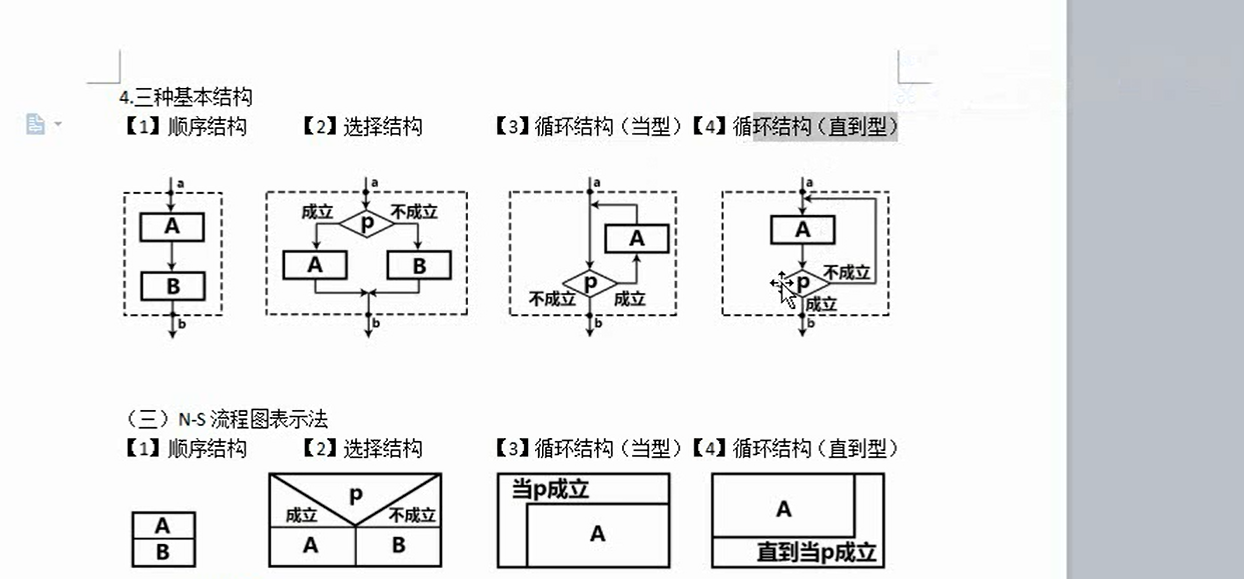 4.三种基本结构
【1】顺序结构 【2】选择结构 【3】循环结构（当型）【4】循环结构（直到型）
a a a a
A
B
b
成立 p 不成立
A B
b
A
p
不成立 成立
b
A
p 不成立
成立
b
（三）N-S 流程图表示法
【1】顺序结构 【2】选择结构 【3】循环结构（当型）【4】循环结构（直到型）
A
B
p
成立 不成立
A B
当p成立
A
A
直到当p成立